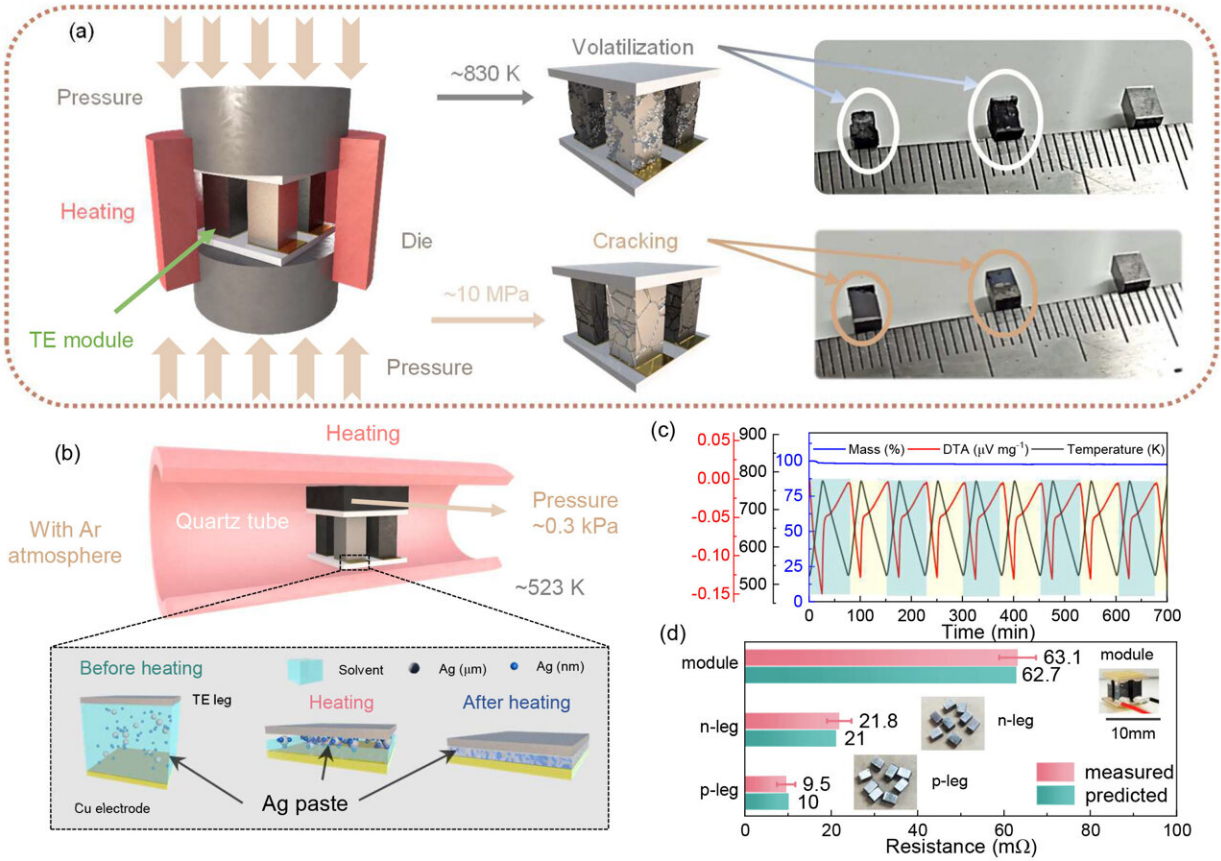 (a)
Pressure
Heating
Die
TE module
Pressure
~830 K
~10 MPa
Volatilization
Cracking
(b)
Heating
With Ar
atmosphere
Quartz tube
Pressure
~0.3 kPa
~523 K
Before heating
Solvent
Ag (μm)
Ag (nm)
TE leg
Heating
After heating
Cu electrode
Ag paste
(c)
0.05
0.00
-0.05
-0.10
-0.15
900
800
700
600
500
100
75
50
25
0
Mass (%)
DTA (μV mg⁻¹)
Temperature (K)
0 100 200 300 400 500 600 700
Time (min)
(d)
module
n-leg
p-leg
63.1
62.7
21.8
21
9.5
10
n-leg
p-leg
module
10mm
measured
predicted
0 20 40 60 80 100
Resistance (mΩ)